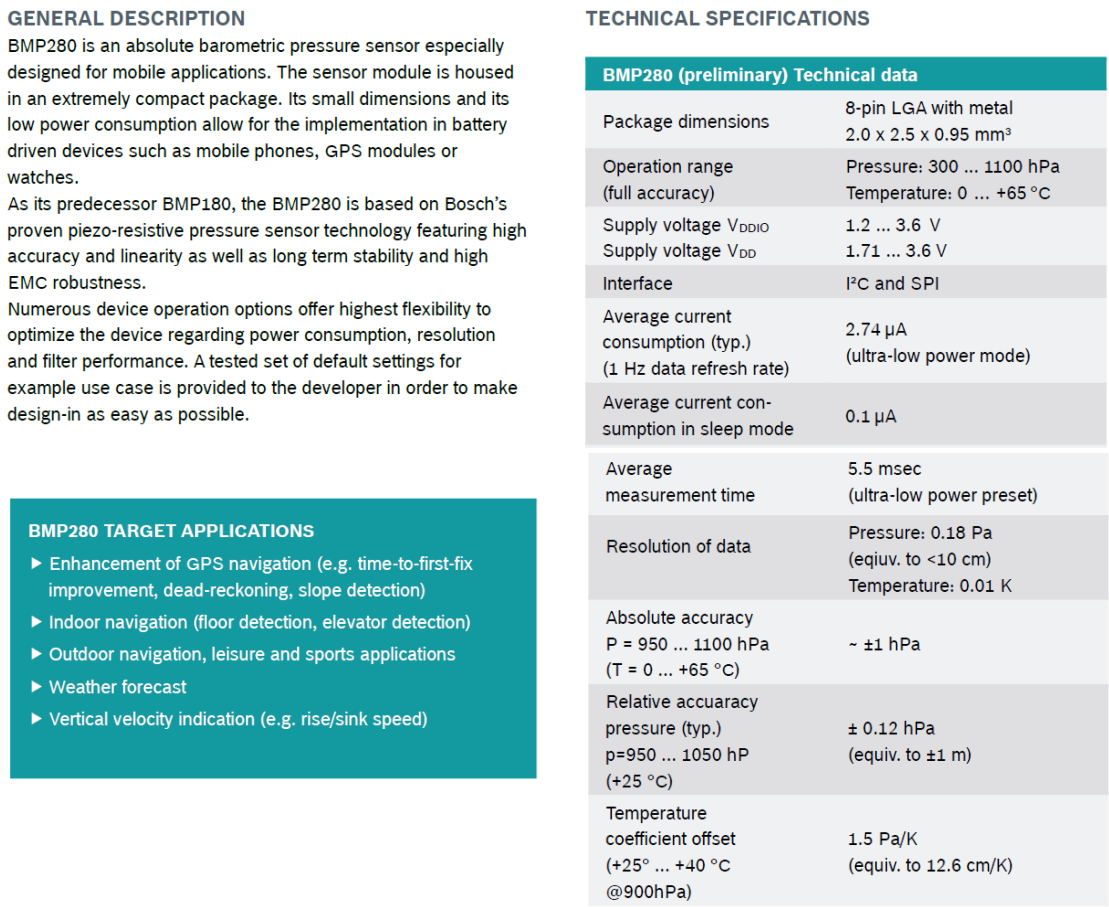 GENERAL DESCRIPTION
BMP280 is an absolute barometric pressure sensor especially
designed for mobile applications. The sensor module is housed
in an extremely compact package. Its small dimensions and its
low power consumption allow for the implementation in battery
driven devices such as mobile phones, GPS modules or
watches.
As its predecessor BMP180, the BMP280 is based on Bosch's
proven piezo-resistive pressure sensor technology featuring high
accuracy and linearity as well as long term stability and high
EMC robustness.
Numerous device operation options offer highest flexibility to
optimize the device regarding power consumption, resolution
and filter performance. A tested set of default settings for
example use case is provided to the developer in order to make
design-in as easy as possible.
BMP280 TARGET APPLICATIONS
▶ Enhancement of GPS navigation (e.g. time-to-first-fix
improvement, dead-reckoning, slope detection)
▶ Indoor navigation (floor detection, elevator detection)
▶ Outdoor navigation, leisure and sports applications
▶ Weather forecast
▶ Vertical velocity indication (e.g. rise/sink speed)
TECHNICAL SPECIFICATIONS
BMP280 (preliminary) Technical data
Package dimensions
8-pin LGA with metal
2.0 x 2.5 x 0.95 mm³
Operation range
(full accuracy)
Pressure: 300 ... 1100 hPa
Temperature: 0 ... +65 °C
Supply voltage VDDIO
Supply voltage VDD
1.2 ... 3.6 V
1.71 ... 3.6 V
Interface
I²C and SPI
Average current
consumption (typ.)
(1 Hz data refresh rate)
2.74 µA
(ultra-low power mode)
Average current con-
sumption in sleep mode
0.1 µA
Average
measurement time
5.5 msec
(ultra-low power preset)
Resolution of data
Pressure: 0.18 Pa
(eqiuv. to <10 cm)
Temperature: 0.01 K
Absolute accuracy
P = 950 ... 1100 hPa
(T = 0 ... +65 °C)
~ ±1 hPa
Relative accuaracy
pressure (typ.)
p=950 ... 1050 hP
(+25 °C)
± 0.12 hPa
(equiv. to ±1 m)
Temperature
coefficient offset
(+25° ... +40 °C
@900hPa)
1.5 Pa/K
(equiv. to 12.6 cm/K)